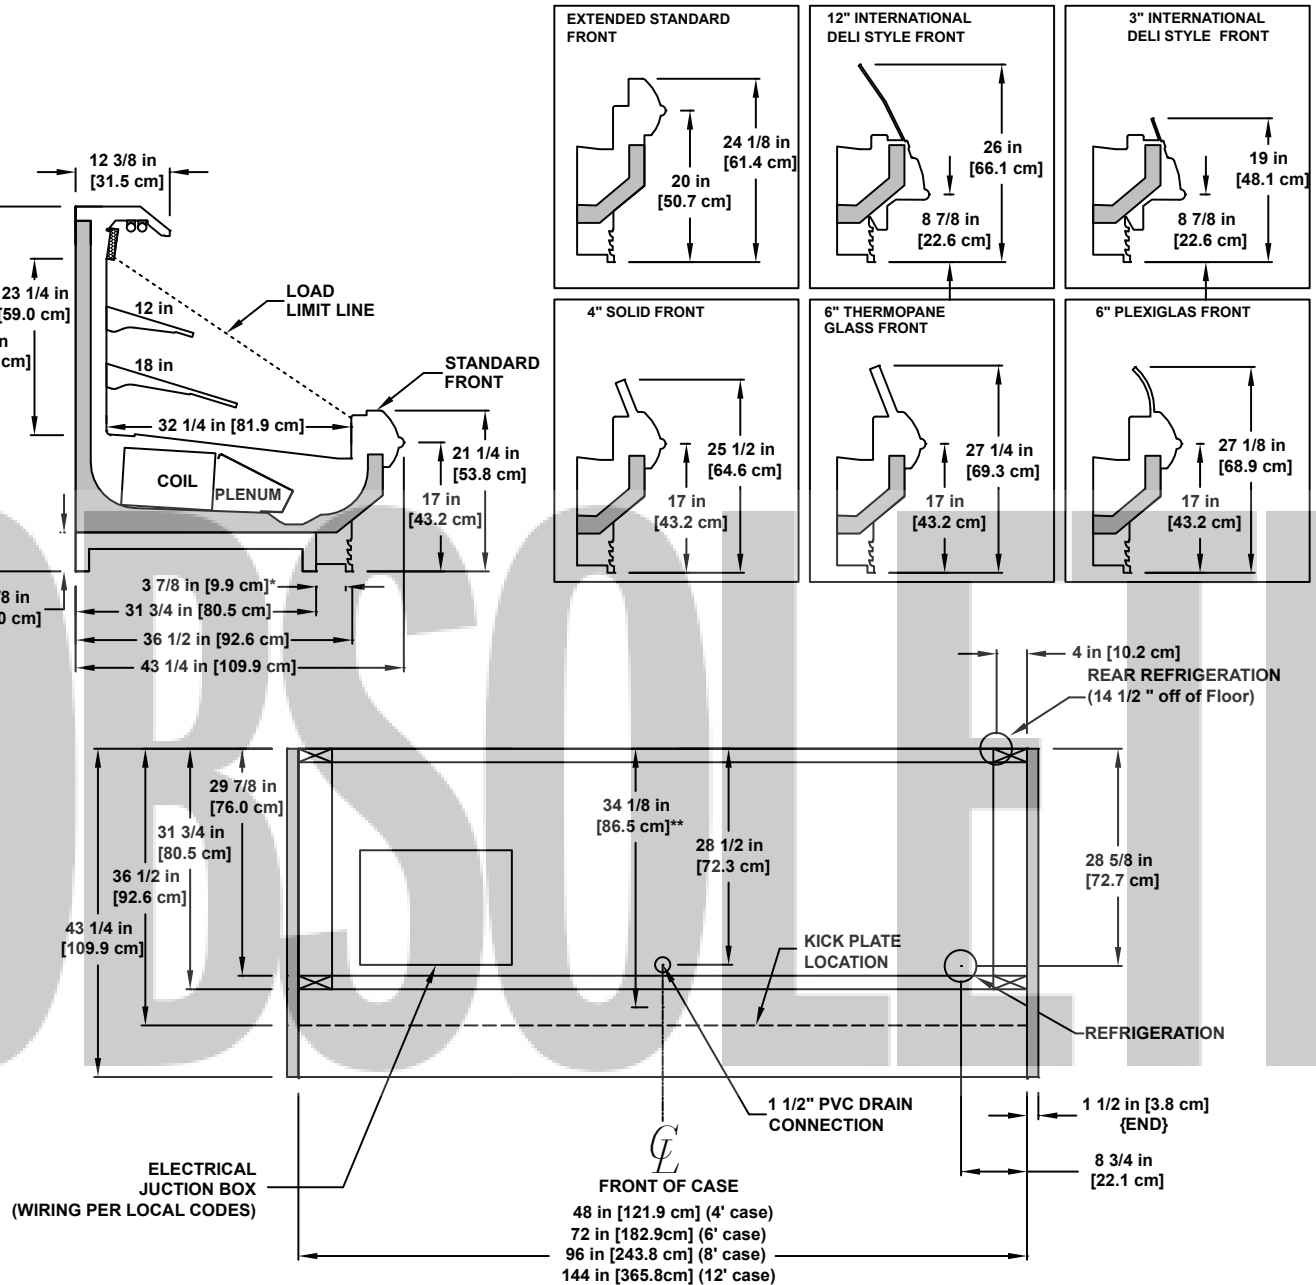 EXTENDED STANDARD
FRONT
24 1/8 in
[61.4 cm]
20 in
[50.7 cm]
12" INTERNATIONAL
DELI STYLE FRONT
26 in
[66.1 cm]
8 7/8 in
[22.6 cm]
3" INTERNATIONAL
DELI STYLE FRONT
19 in
[48.1 cm]
8 7/8 in
[22.6 cm]
12 3/8 in
[31.5 cm]
23 1/4 in
[59.0 cm]
n
cm]
12 in
18 in
LOAD
LIMIT LINE
STANDARD
FRONT
32 1/4 in [81.9 cm]
COIL
PLENUM
21 1/4 in
[53.8 cm]
17 in
[43.2 cm]
/8 in
0 cm]
3 7/8 in [9.9 cm]*
31 3/4 in [80.5 cm]
36 1/2 in [92.6 cm]
43 1/4 in [109.9 cm]
4" SOLID FRONT
25 1/2 in
[64.6 cm]
17 in
[43.2 cm]
6" THERMOPANE
GLASS FRONT
27 1/4 in
[69.3 cm]
17 in
[43.2 cm]
6" PLEXIGLAS FRONT
27 1/8 in
[68.9 cm]
17 in
[43.2 cm]
OBSOLETE
4 in [10.2 cm]
REAR REFRIGERATION
(14 1/2 " off of Floor)
29 7/8 in
[76.0 cm]
31 3/4 in
[80.5 cm]
36 1/2 in
[92.6 cm]
43 1/4 in
[109.9 cm]
34 1/8 in
[86.5 cm]**
28 1/2 in
[72.3 cm]
28 5/8 in
[72.7 cm]
KICK PLATE
LOCATION
REFRIGERATION
1 1/2" PVC DRAIN
CONNECTION
1 1/2 in [3.8 cm]
{END}
8 3/4 in
[22.1 cm]
ELECTRICAL
JUCTION BOX
(WIRING PER LOCAL CODES)
CL
FRONT OF CASE
48 in [121.9 cm] (4' case)
72 in [182.9cm] (6' case)
96 in [243.8 cm] (8' case)
144 in [365.8cm] (12' case)